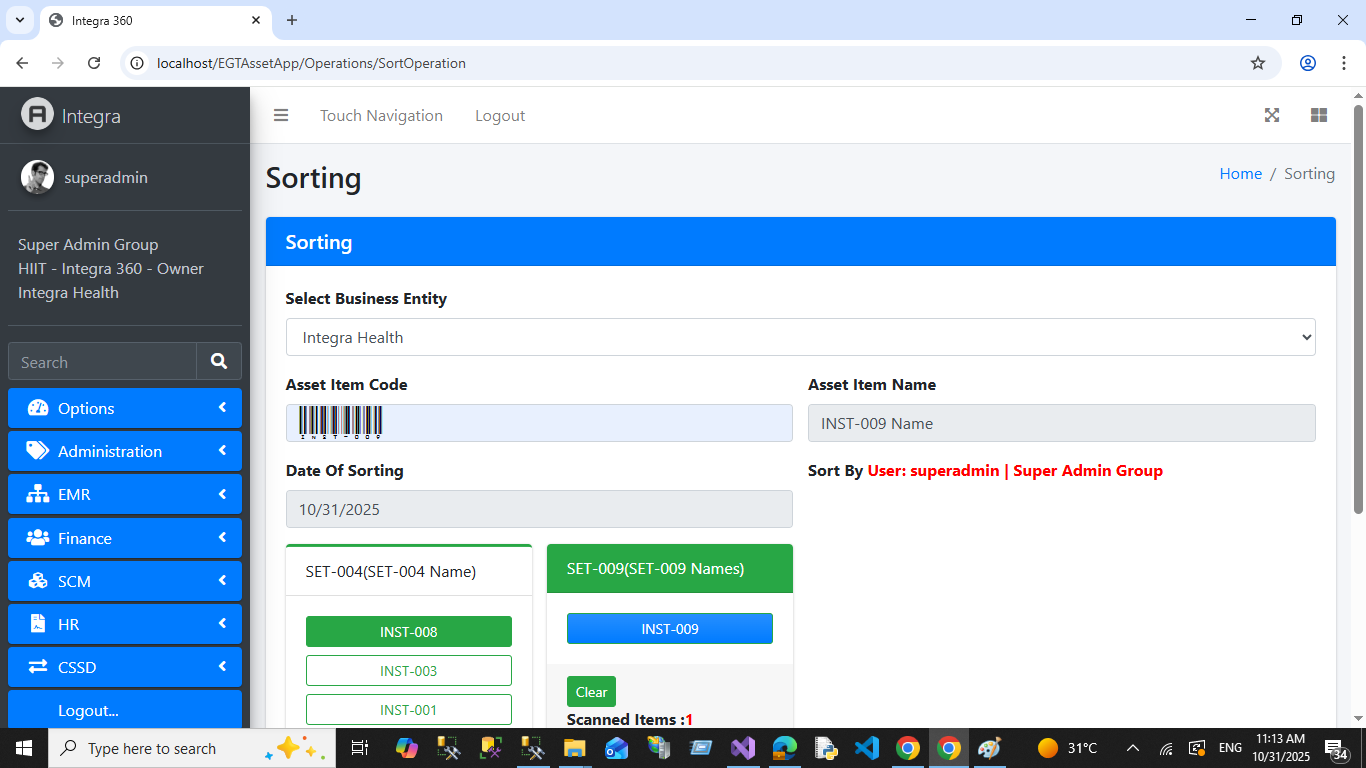 Integra 360
localhost/EGTAssetApp/Operations/SortOperation
Integra
Touch Navigation
Logout
superadmin
Super Admin Group
HIIT - Integra 360 - Owner
Integra Health
Search
Options
Administration
EMR
Finance
SCM
HR
CSSD
Logout...
Sorting
Home / Sorting
Sorting
Select Business Entity
Integra Health
Asset Item Code
INST-009
Asset Item Name
INST-009 Name
Date Of Sorting
10/31/2025
Sort By User: superadmin | Super Admin Group
SET-004(SET-004 Name)
INST-008
INST-003
INST-001
SET-009(SET-009 Names)
INST-009
Clear
Scanned Items :1
Type here to search
31°C
ENG
11:13 AM
10/31/2025
34